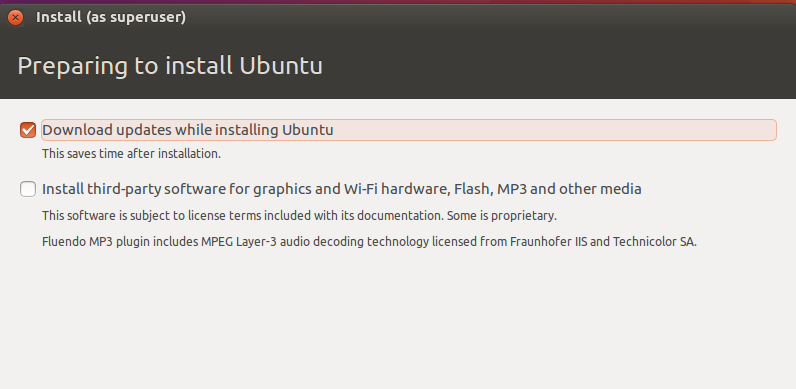 Install (as superuser)
Preparing to install Ubuntu
Download updates while installing Ubuntu
This saves time after installation.
Install third-party software for graphics and Wi-Fi hardware, Flash, MP3 and other media
This software is subject to license terms included with its documentation. Some is proprietary.
Fluendo MP3 plugin includes MPEG Layer-3 audio decoding technology licensed from Fraunhofer IIS and Technicolor SA.